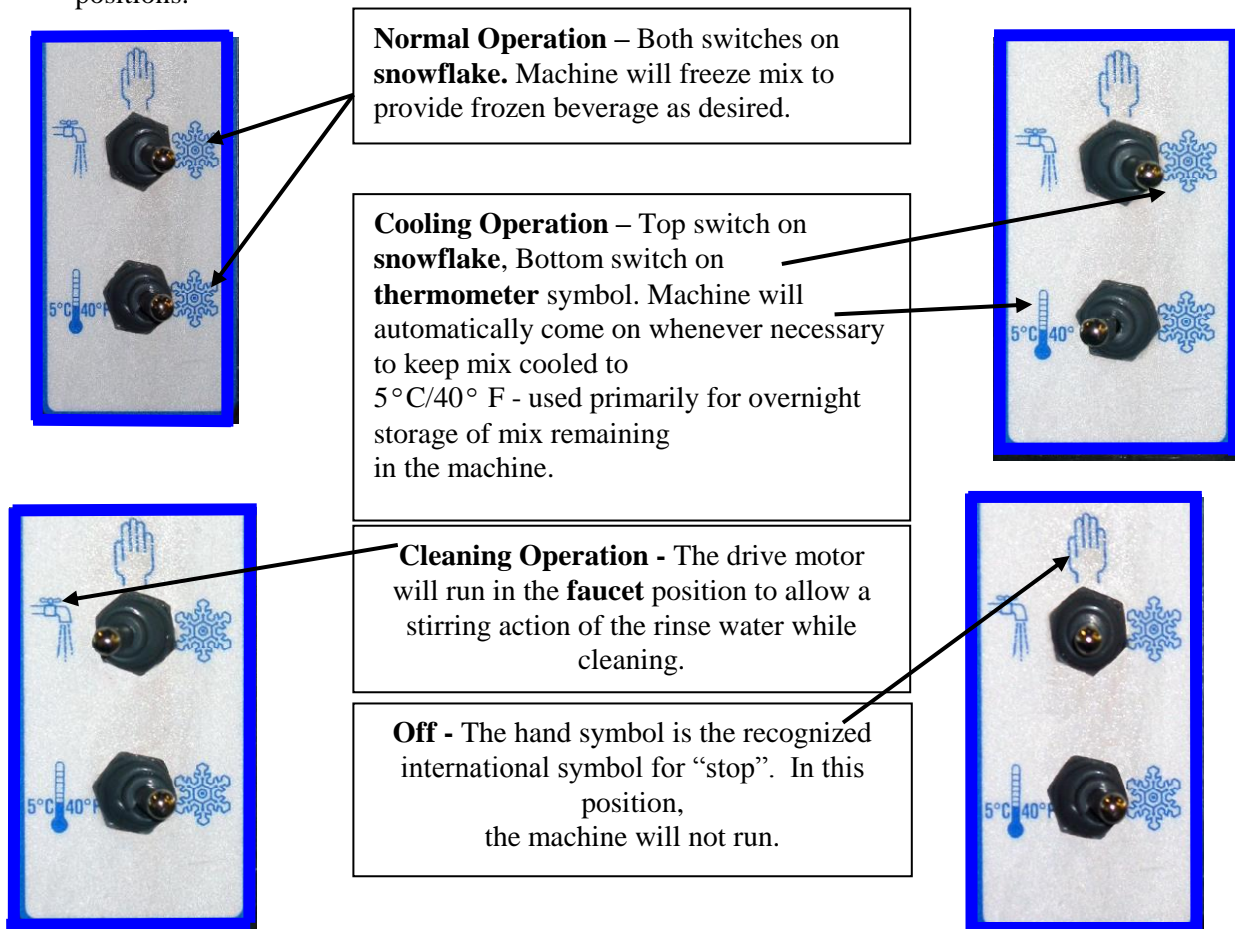 positions.
Normal Operation – Both switches on
snowflake. Machine will freeze mix to
provide frozen beverage as desired.
Cooling Operation – Top switch on
snowflake, Bottom switch on
thermometer symbol. Machine will
automatically come on whenever necessary
to keep mix cooled to
5°C/40° F - used primarily for overnight
storage of mix remaining
in the machine.
Cleaning Operation - The drive motor
will run in the faucet position to allow a
stirring action of the rinse water while
cleaning.
Off - The hand symbol is the recognized
international symbol for “stop”.  In this
position,
the machine will not run.
5°C 40°F
5°C 40°
5°C 40°F
5°C 40°F